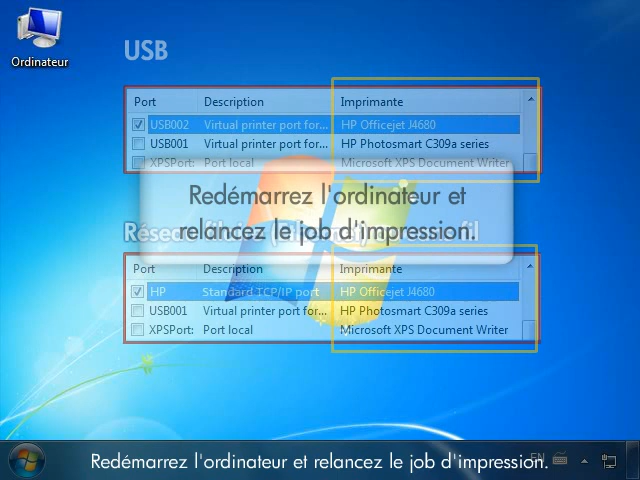 Ordinateur
USB
Port Description Imprimante
USB002 Virtual printer port for... HP Officejet J4680
USB001 Virtual printer port for... HP Photosmart C309a series
XPSPort: Port local Microsoft XPS Document Writer
Redémarrez l'ordinateur et
relancez le job d'impression.
Réseau fil
Port Description Imprimante
HP Standard TCP/IP port HP Officejet J4680
USB001 Virtual printer port for... HP Photosmart C309a series
XPSPort: Port local Microsoft XPS Document Writer
Redémarrez l'ordinateur et relancez le job d'impression.
EN